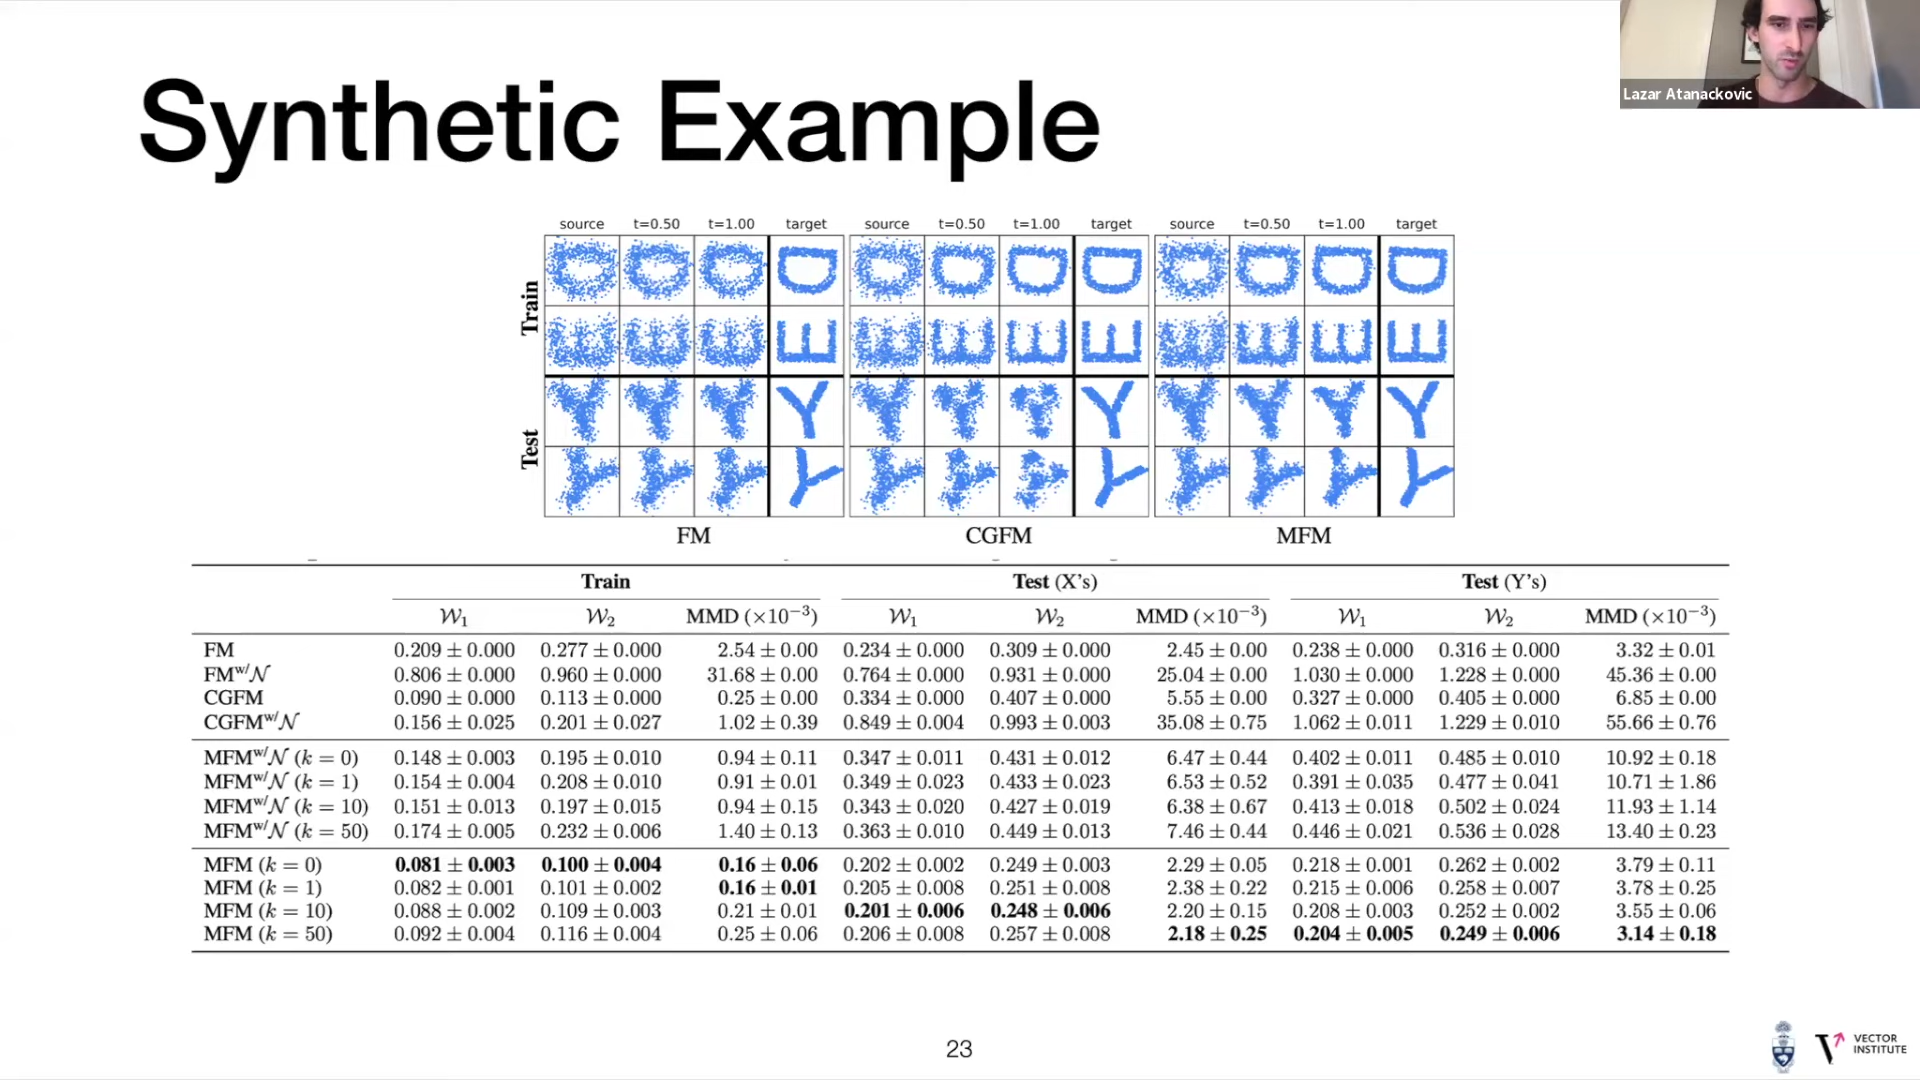 Lazar Atanackovic
Synthetic Example
source t=0.50 t=1.00 target source t=0.50 t=1.00 target source t=0.50 t=1.00 target
Train
Test
FM CGFM MFM
Train Test (X's) Test (Y's)
𝒲₁ 𝒲₂ MMD (×10⁻³) 𝒲₁ 𝒲₂ MMD (×10⁻³) 𝒲₁ 𝒲₂ MMD (×10⁻³)
FM 0.209 ± 0.000 0.277 ± 0.000 2.54 ± 0.00 0.234 ± 0.000 0.309 ± 0.000 2.45 ± 0.00 0.238 ± 0.000 0.316 ± 0.000 3.32 ± 0.01
FMʷ/𝒩 0.806 ± 0.000 0.960 ± 0.000 31.68 ± 0.00 0.764 ± 0.000 0.931 ± 0.000 25.04 ± 0.00 1.030 ± 0.000 1.228 ± 0.000 45.36 ± 0.00
CGFM 0.090 ± 0.000 0.113 ± 0.000 0.25 ± 0.00 0.334 ± 0.000 0.407 ± 0.000 5.55 ± 0.00 0.327 ± 0.000 0.405 ± 0.000 6.85 ± 0.00
CGFMʷ/𝒩 0.156 ± 0.025 0.201 ± 0.027 1.02 ± 0.39 0.849 ± 0.004 0.993 ± 0.003 35.08 ± 0.75 1.062 ± 0.011 1.229 ± 0.010 55.66 ± 0.76
MFMʷ/𝒩 (k = 0) 0.148 ± 0.003 0.195 ± 0.010 0.94 ± 0.11 0.347 ± 0.011 0.431 ± 0.012 6.47 ± 0.44 0.402 ± 0.011 0.485 ± 0.010 10.92 ± 0.18
MFMʷ/𝒩 (k = 1) 0.154 ± 0.004 0.208 ± 0.010 0.91 ± 0.01 0.349 ± 0.023 0.433 ± 0.023 6.53 ± 0.52 0.391 ± 0.035 0.477 ± 0.041 10.71 ± 1.86
MFMʷ/𝒩 (k = 10) 0.151 ± 0.013 0.197 ± 0.015 0.94 ± 0.15 0.343 ± 0.020 0.427 ± 0.019 6.38 ± 0.67 0.413 ± 0.018 0.502 ± 0.024 11.93 ± 1.14
MFMʷ/𝒩 (k = 50) 0.174 ± 0.005 0.232 ± 0.006 1.40 ± 0.13 0.363 ± 0.010 0.449 ± 0.013 7.46 ± 0.44 0.446 ± 0.021 0.536 ± 0.028 13.40 ± 0.23
MFM (k = 0) 0.081 ± 0.003 0.100 ± 0.004 0.16 ± 0.06 0.202 ± 0.002 0.249 ± 0.003 2.29 ± 0.05 0.218 ± 0.001 0.262 ± 0.002 3.79 ± 0.11
MFM (k = 1) 0.082 ± 0.001 0.101 ± 0.002 0.16 ± 0.01 0.205 ± 0.008 0.251 ± 0.008 2.38 ± 0.22 0.215 ± 0.006 0.258 ± 0.007 3.78 ± 0.25
MFM (k = 10) 0.088 ± 0.002 0.109 ± 0.003 0.21 ± 0.01 0.201 ± 0.006 0.248 ± 0.006 2.20 ± 0.15 0.208 ± 0.003 0.252 ± 0.002 3.55 ± 0.06
MFM (k = 50) 0.092 ± 0.004 0.116 ± 0.004 0.25 ± 0.06 0.206 ± 0.008 0.257 ± 0.008 2.18 ± 0.25 0.204 ± 0.005 0.249 ± 0.006 3.14 ± 0.18
23
VECTOR
INSTITUTE